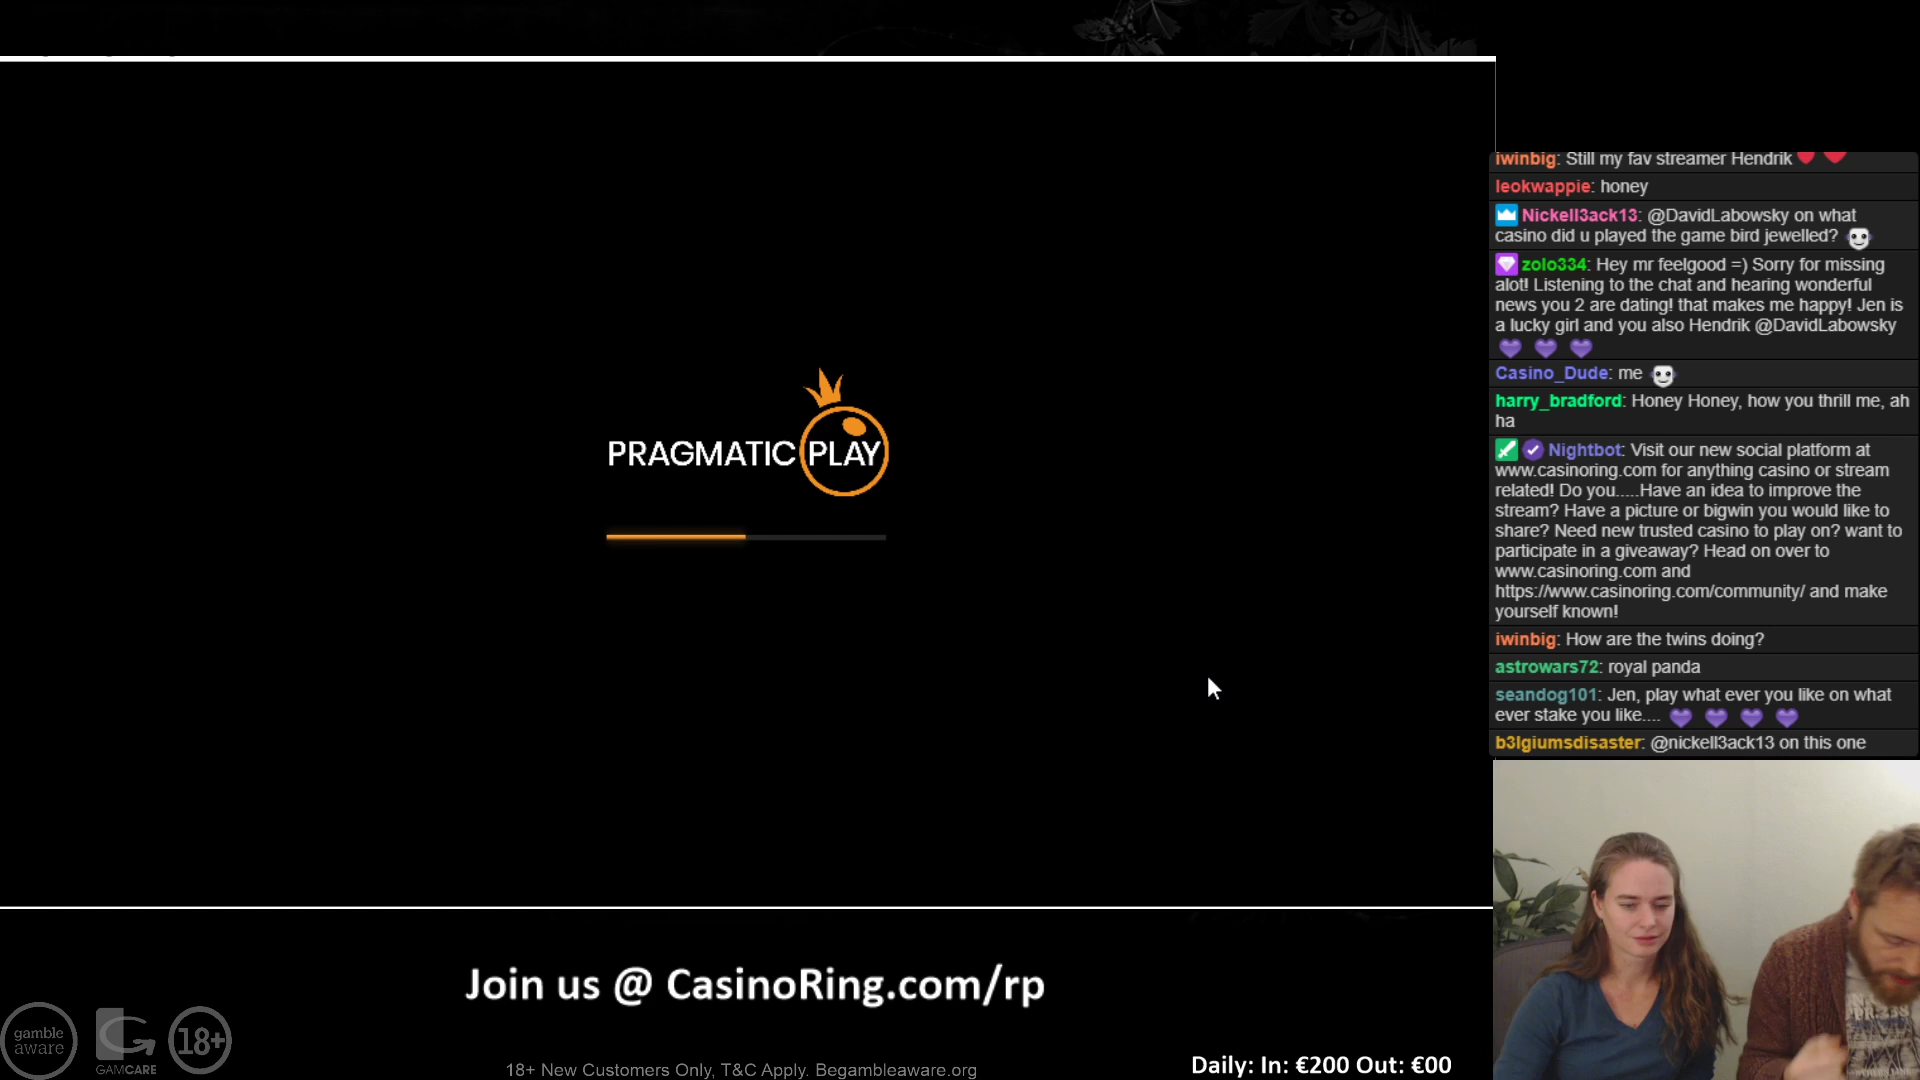 PRAGMATIC PLAY
iwinbig: Still my fav streamer Hendrik
leokwappie: honey
Nickell3ack13: @DavidLabowsky on what
casino did u played the game bird jewelled?
zolo334: Hey mr feelgood =) Sorry for missing
alot! Listening to the chat and hearing wonderful
news you 2 are dating! that makes me happy! Jen is
a lucky girl and you also Hendrik @DavidLabowsky
Casino_Dude: me
harry_bradford: Honey Honey, how you thrill me, ah
ha
Nightbot: Visit our new social platform at
www.casinoring.com for anything casino or stream
related! Do you.....Have an idea to improve the
stream? Have a picture or bigwin you would like to
share? Need new trusted casino to play on? want to
participate in a giveaway? Head on over to
www.casinoring.com and
https://www.casinoring.com/community/ and make
yourself known!
iwinbig: How are the twins doing?
astrowars72: royal panda
seandog101: Jen, play what ever you like on what
ever stake you like....
b3lgiumsdisaster: @nickell3ack13 on this one
Join us @ CasinoRing.com/rp
gamble
aware
GAMCARE
18+
18+ New Customers Only, T&C Apply. Begambleaware.org
Daily: In: €200 Out: €00